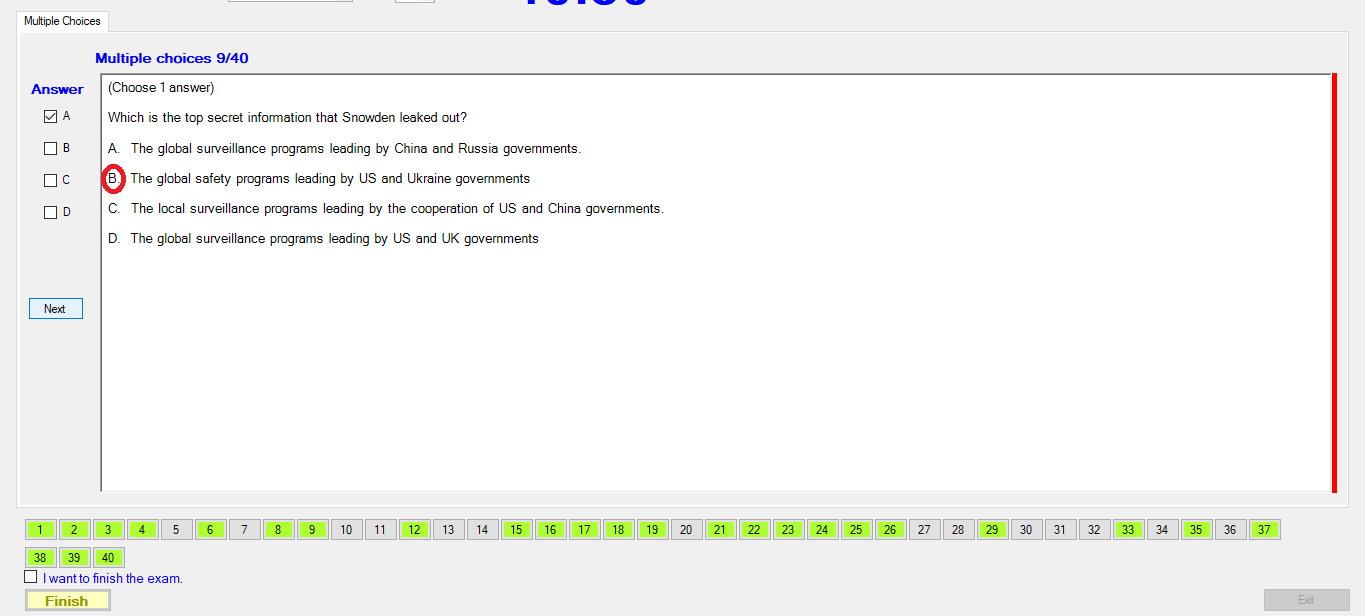 Multiple Choices
Multiple choices 9/40
Answer
A
B
C
D
(Choose 1 answer)
Which is the top secret information that Snowden leaked out?
A. The global surveillance programs leading by China and Russia governments.
B. The global safety programs leading by US and Ukraine governments
C. The local surveillance programs leading by the cooperation of US and China governments.
D. The global surveillance programs leading by US and UK governments
Next
1 2 3 4 5 6 7 8 9 10 11 12 13 14 15 16 17 18 19 20 21 22 23 24 25 26 27 28 29 30 31 32 33 34 35 36 37
38 39 40
I want to finish the exam.
Finish
Exit